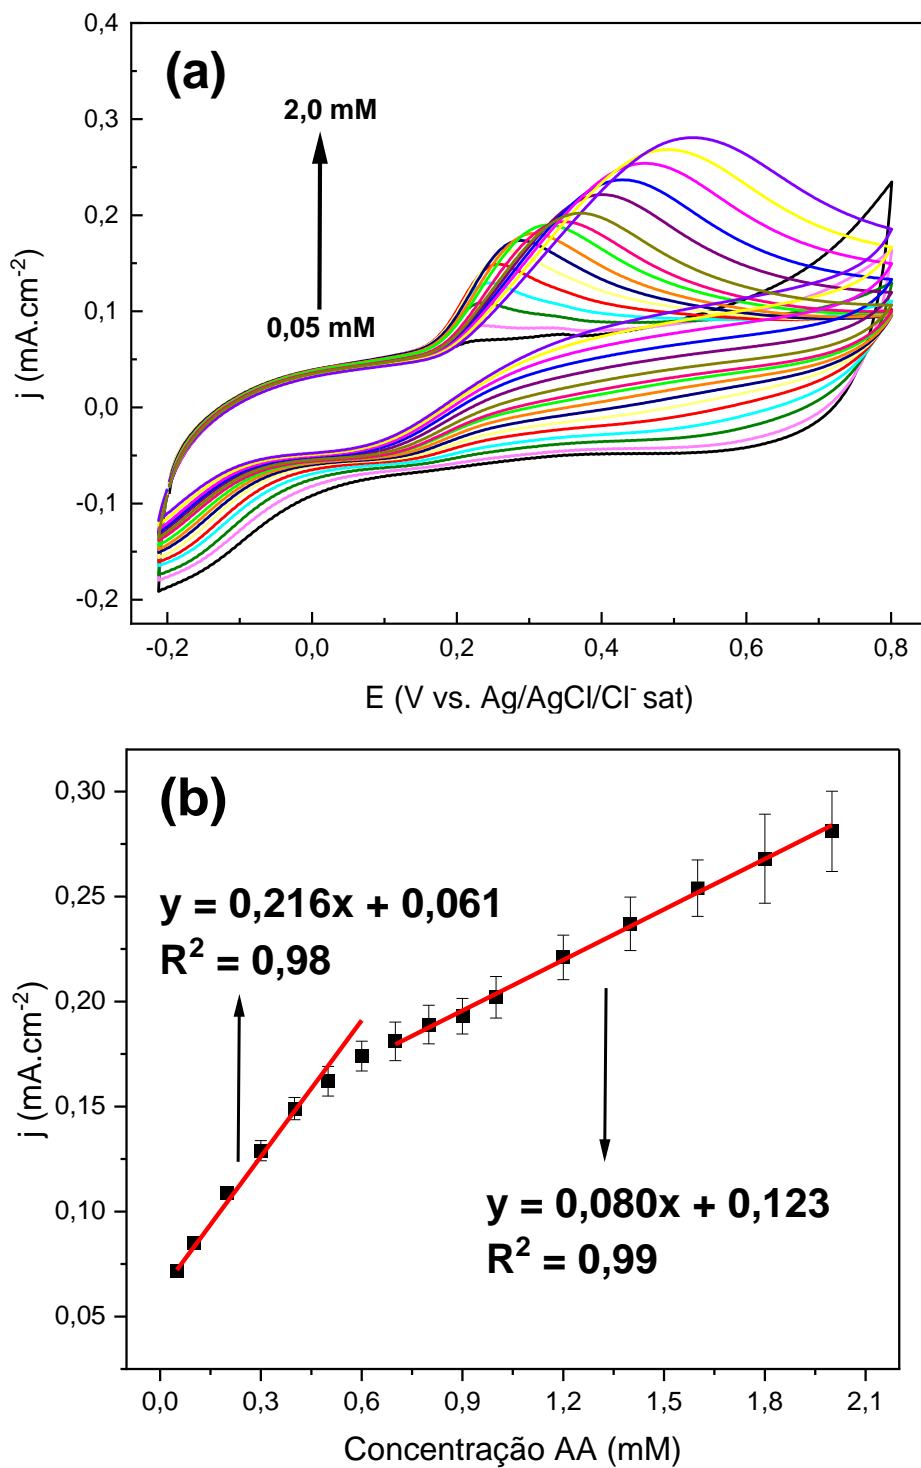 (a)
2,0 mM
0,05 mM
j (mA.cm-2)
0,4
0,3
0,2
0,1
0,0
-0,1
-0,2
-0,2 0,0 0,2 0,4 0,6 0,8
E (V vs. Ag/AgCl/Cl- sat)
(b)
y = 0,216x + 0,061
R2 = 0,98
y = 0,080x + 0,123
R2 = 0,99
j (mA.cm-2)
0,30
0,25
0,20
0,15
0,10
0,05
0,0 0,3 0,6 0,9 1,2 1,5 1,8 2,1
Concentração AA (mM)